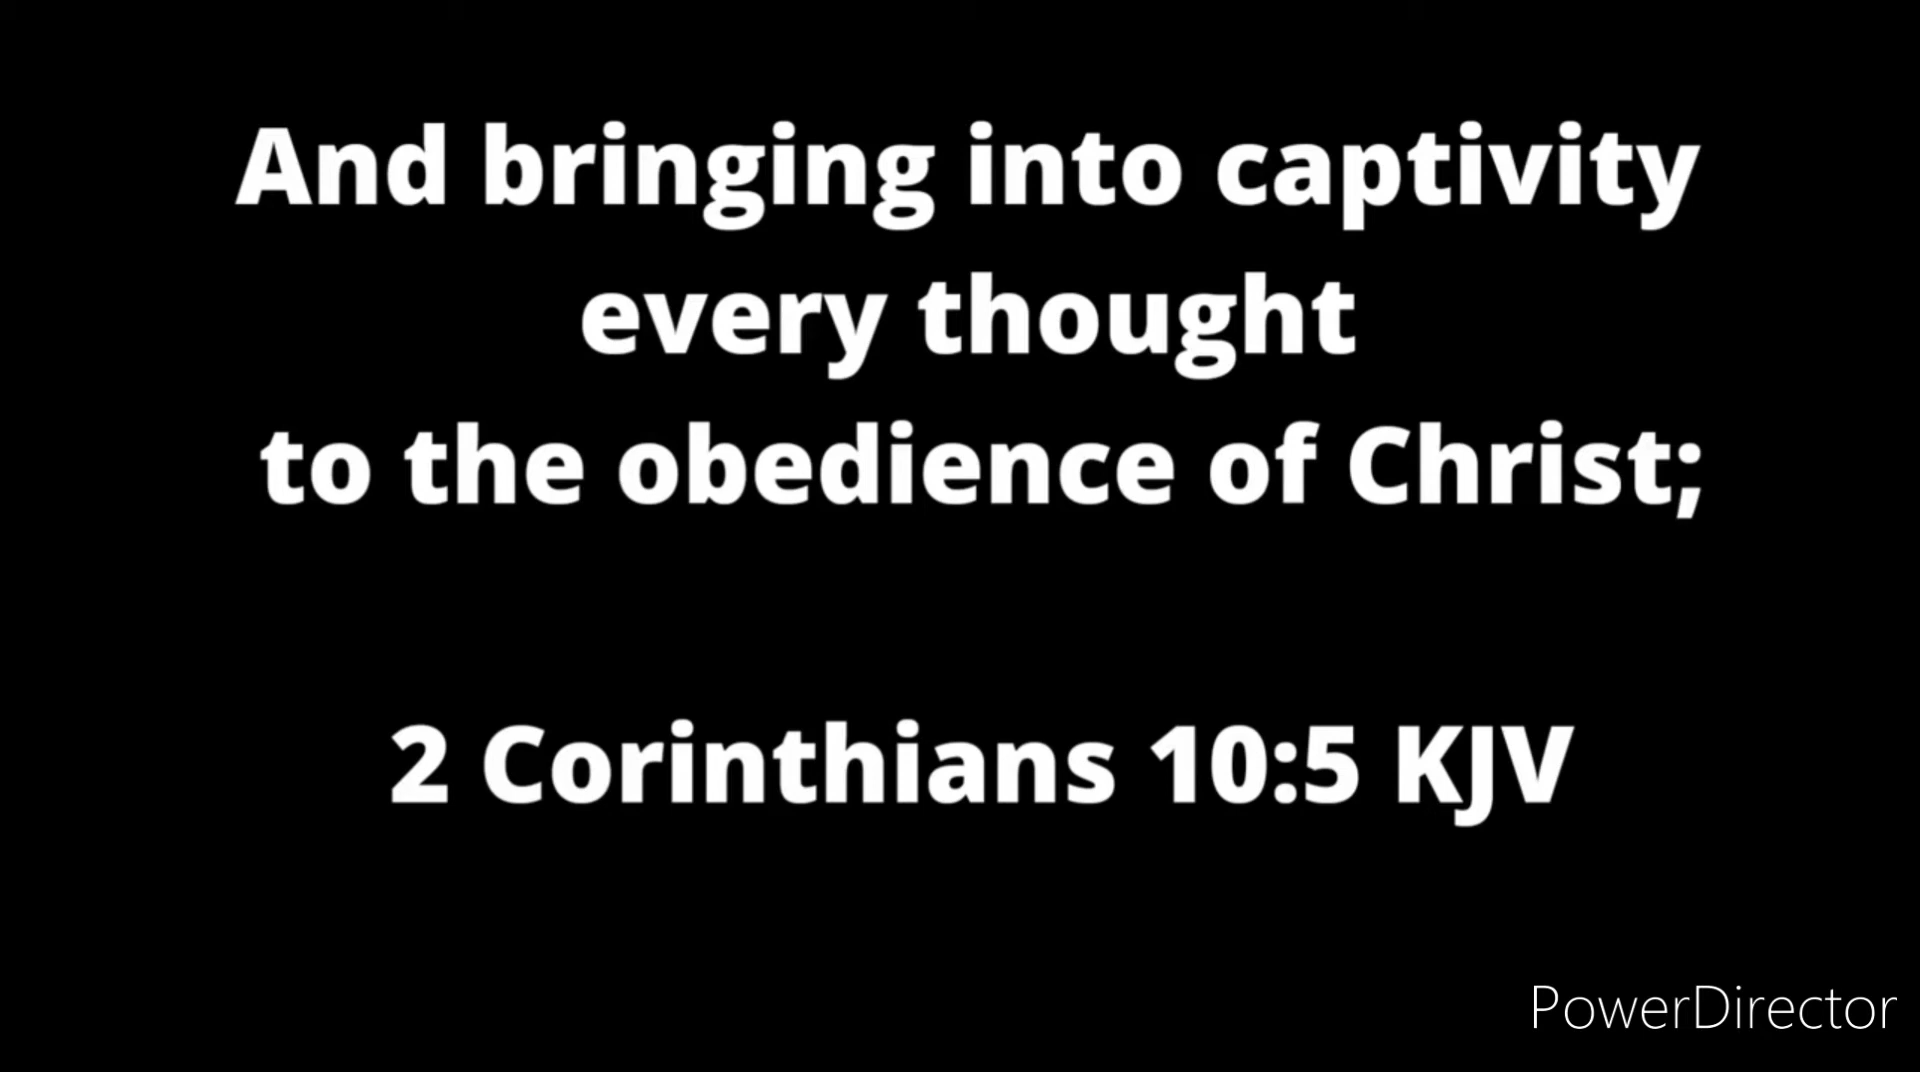 And bringing into captivity
every thought
to the obedience of Christ;
2 Corinthians 10:5 KJV
PowerDirector